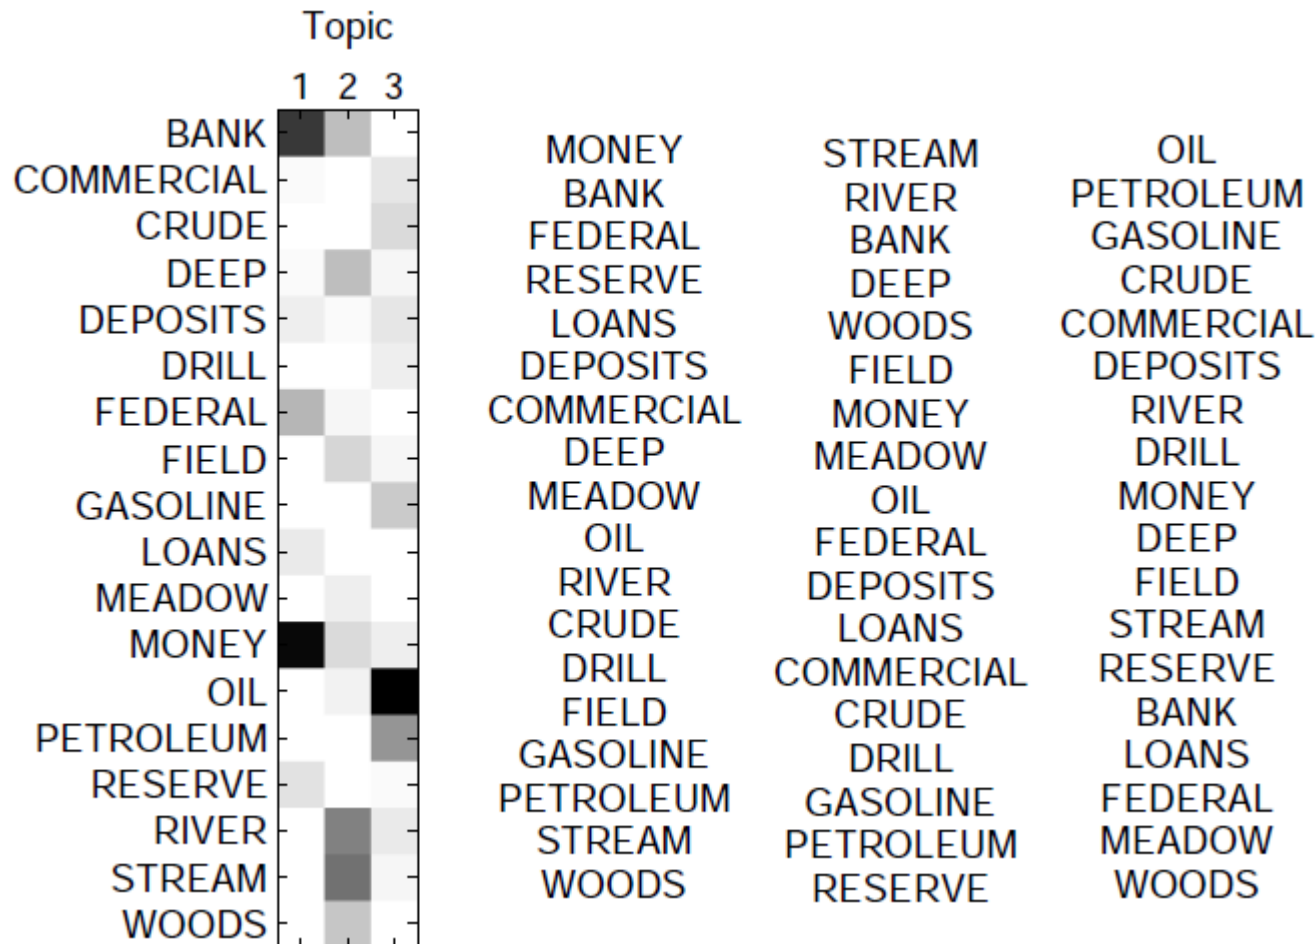 Topic
1 2 3
BANK
COMMERCIAL
CRUDE
DEEP
DEPOSITS
DRILL
FEDERAL
FIELD
GASOLINE
LOANS
MEADOW
MONEY
OIL
PETROLEUM
RESERVE
RIVER
STREAM
WOODS
MONEY
BANK
FEDERAL
RESERVE
LOANS
DEPOSITS
COMMERCIAL
DEEP
MEADOW
OIL
RIVER
CRUDE
DRILL
FIELD
GASOLINE
PETROLEUM
STREAM
WOODS
STREAM
RIVER
BANK
DEEP
WOODS
FIELD
MONEY
MEADOW
OIL
FEDERAL
DEPOSITS
LOANS
COMMERCIAL
CRUDE
DRILL
GASOLINE
PETROLEUM
RESERVE
OIL
PETROLEUM
GASOLINE
CRUDE
COMMERCIAL
DEPOSITS
RIVER
DRILL
MONEY
DEEP
FIELD
STREAM
RESERVE
BANK
LOANS
FEDERAL
MEADOW
WOODS